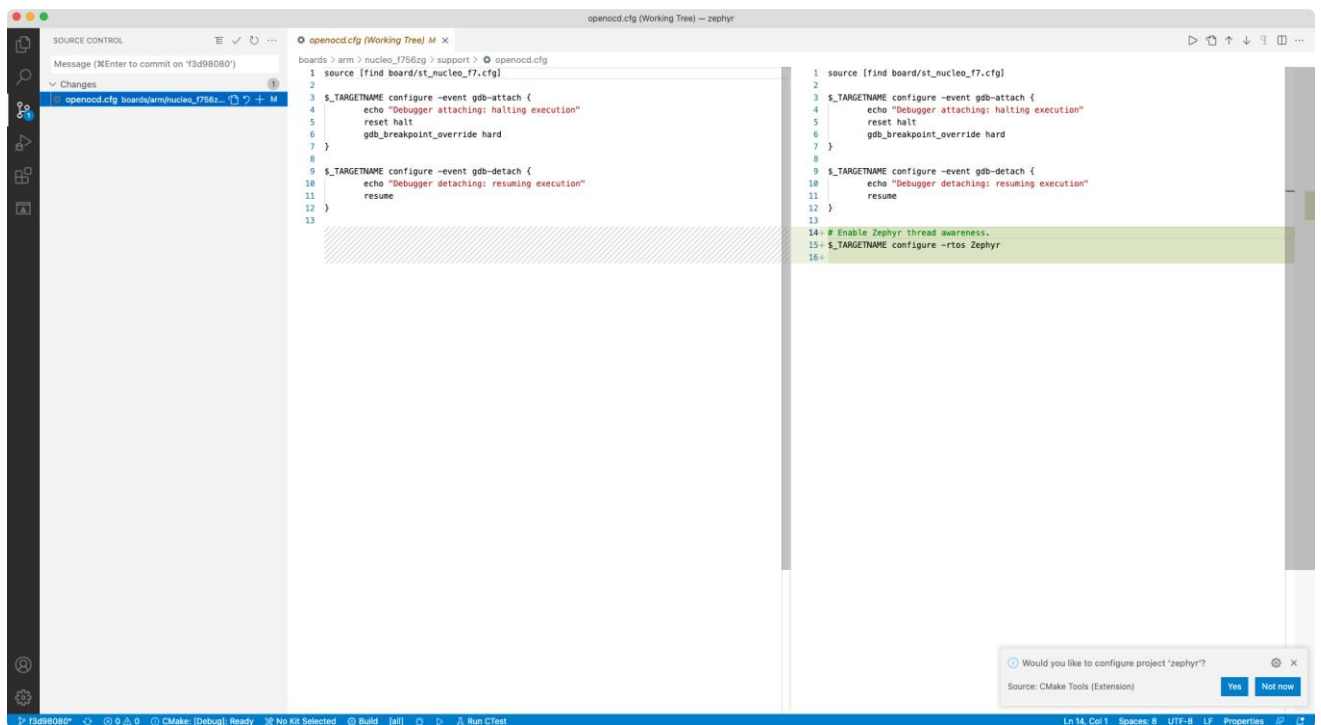 openocd.cfg (Working Tree) — zephyr
SOURCE CONTROL
Message (⌘Enter to commit on 'f3d98080')
Changes
1
openocd.cfg boards/arm/nucleo_f756z... M
openocd.cfg (Working Tree) M
boards > arm > nucleo_f756zg > support > openocd.cfg
1 source [find board/st_nucleo_f7.cfg]
2
3 $_TARGETNAME configure -event gdb-attach {
4 echo "Debugger attaching: halting execution"
5 reset halt
6 gdb_breakpoint_override hard
7 }
8
9 $_TARGETNAME configure -event gdb-detach {
10 echo "Debugger detaching: resuming execution"
11 resume
12 }
13
1 source [find board/st_nucleo_f7.cfg]
2
3 $_TARGETNAME configure -event gdb-attach {
4 echo "Debugger attaching: halting execution"
5 reset halt
6 gdb_breakpoint_override hard
7 }
8
9 $_TARGETNAME configure -event gdb-detach {
10 echo "Debugger detaching: resuming execution"
11 resume
12 }
13
14+ # Enable Zephyr thread awareness.
15+ $_TARGETNAME configure -rtos Zephyr
16+
Would you like to configure project 'zephyr'?
Source: CMake Tools (Extension)
Yes
Not now
f3d98080* 0 0 CMake: [Debug]: Ready No Kit Selected Build [all] Run CTest
Ln 14, Col 1 Spaces: 8 UTF-8 LF Properties